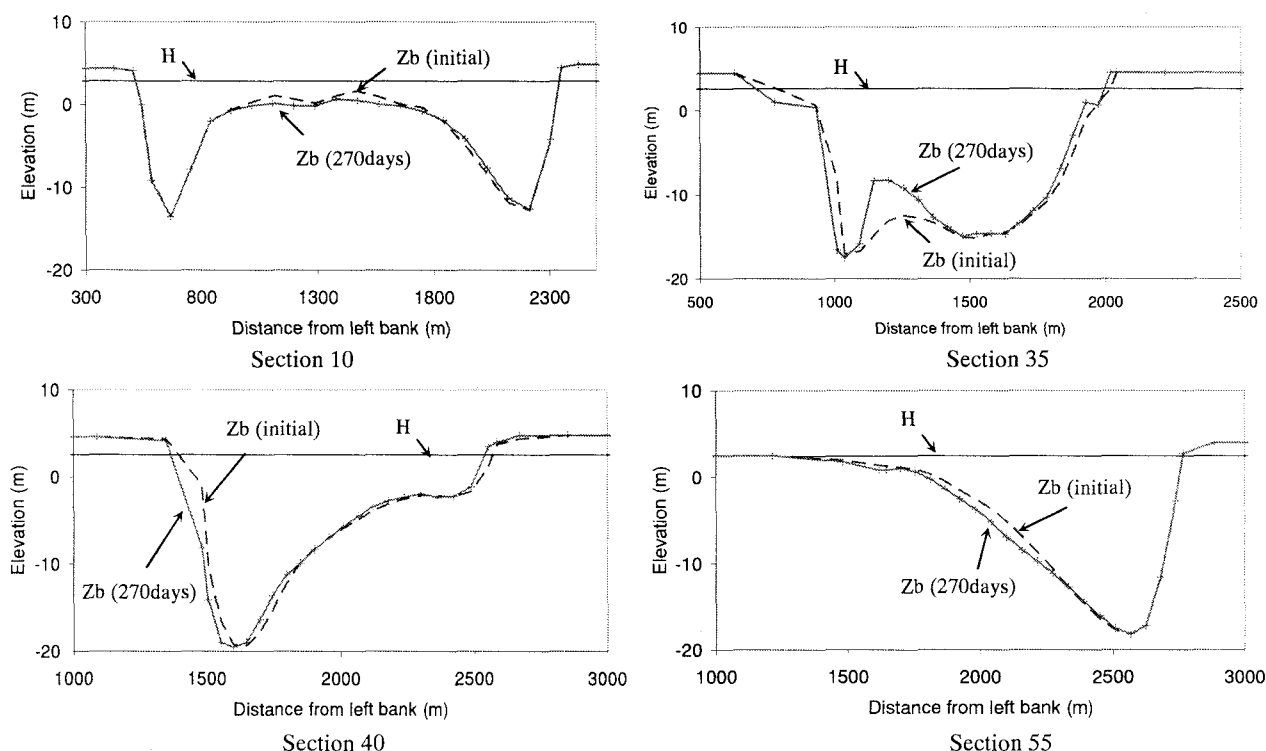 10
0
-10
-20
Elevation (m)
H
Zb (initial)
Zb (270days)
300
800
1300
1800
2300
Distance from left bank (m)
Section 10
10
0
-10
-20
Elevation (m)
H
Zb (270days)
Zb (initial)
500
1000
1500
2000
2500
Distance from left bank (m)
Section 35
10
0
-10
-20
Elevation (m)
Zb (initial)
H
Zb (270days)
1000
1500
2000
2500
3000
Distance from left bank (m)
Section 40
10
0
-10
-20
Elevation (m)
H
Zb (initial)
Zb (270days)
1000
1500
2000
2500
3000
Distance from left bank (m)
Section 55